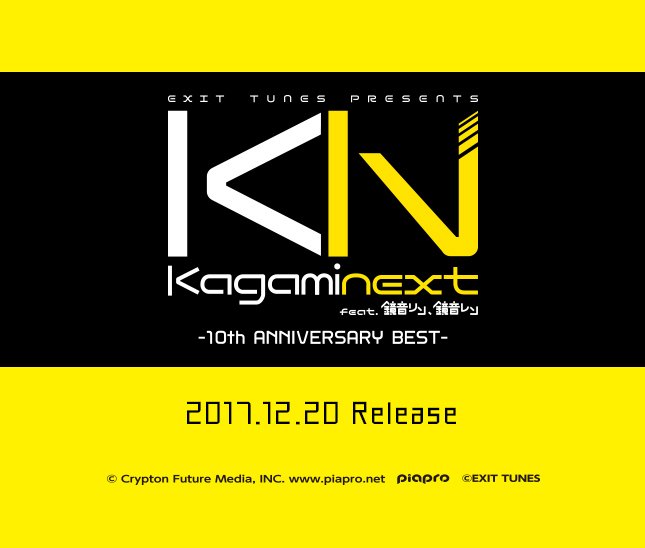 EXIT TUNES PRESENTS
KN
Kagaminext
feat. 鏡音リン、鏡音レン
-10th ANNIVERSARY BEST-
2017.12.20 Release
© Crypton Future Media, INC. www.piapro.net piapro ©EXIT TUNES